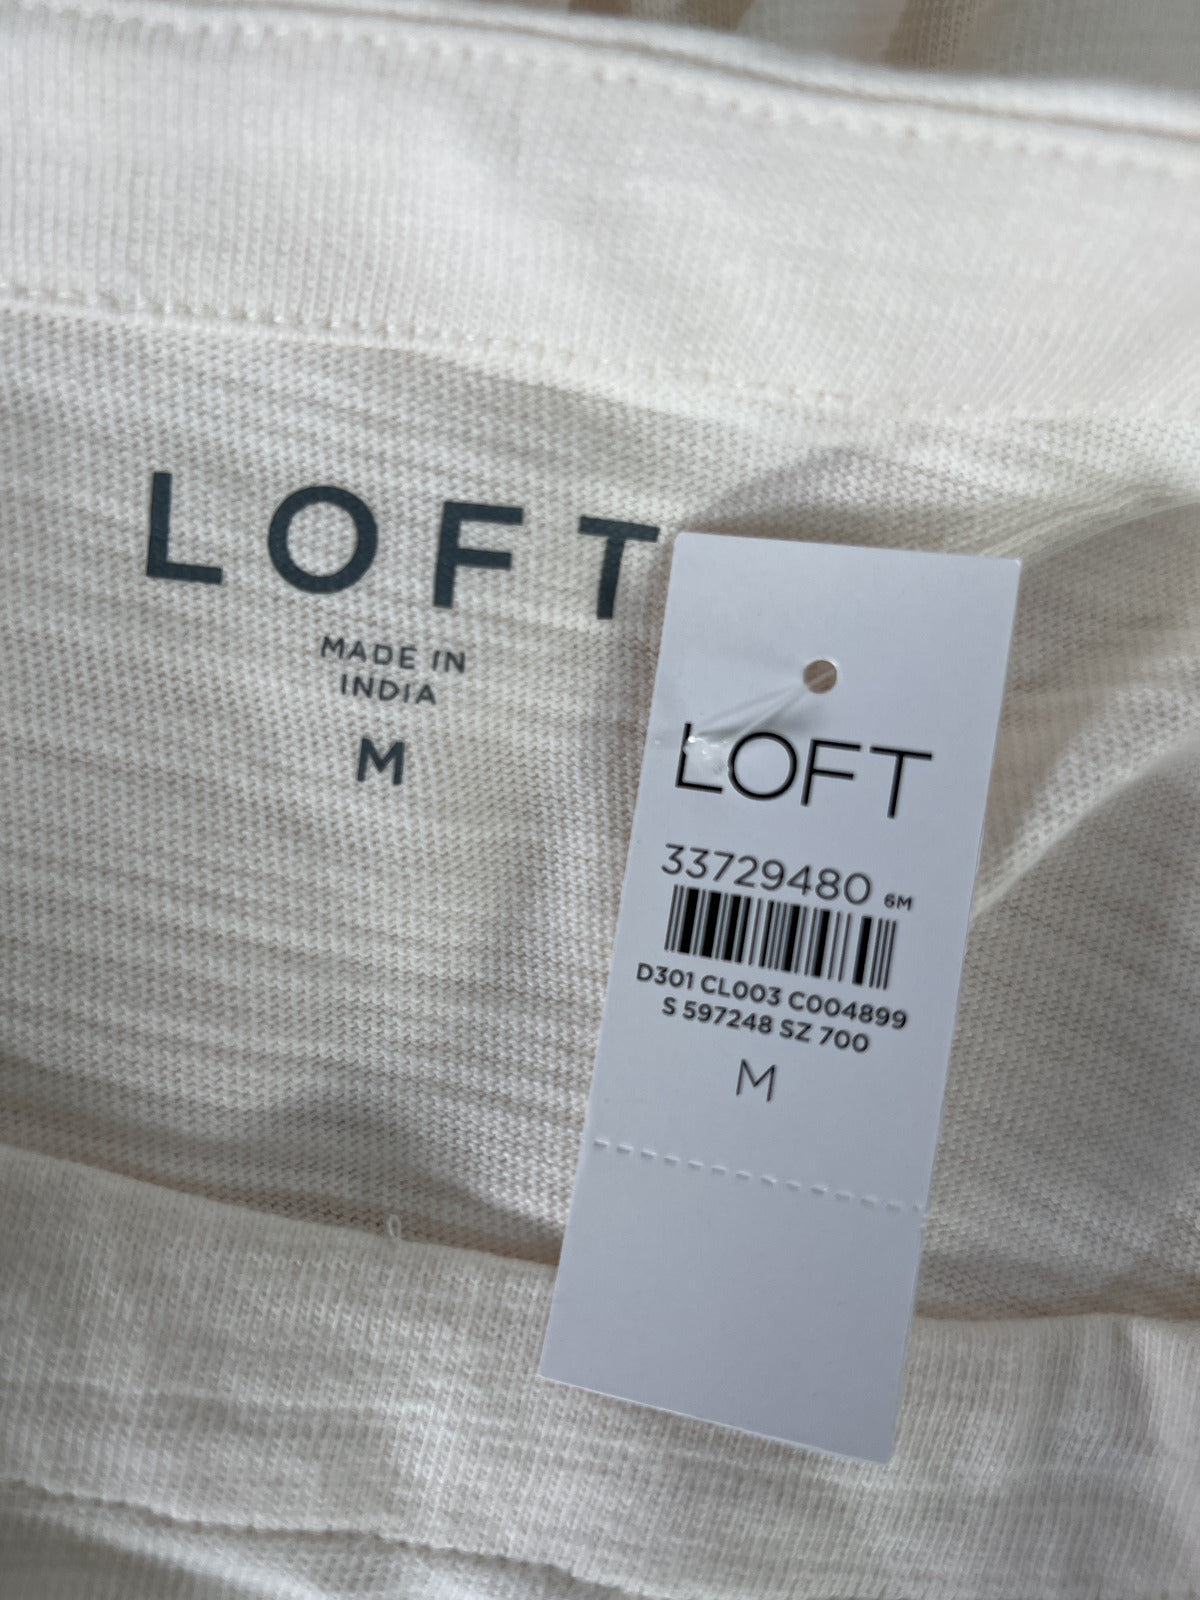 LOFT
MADE IN
INDIA
M
LOFT
33729480 6M
D301 CL003 C004899
S 597248 SZ 700
M